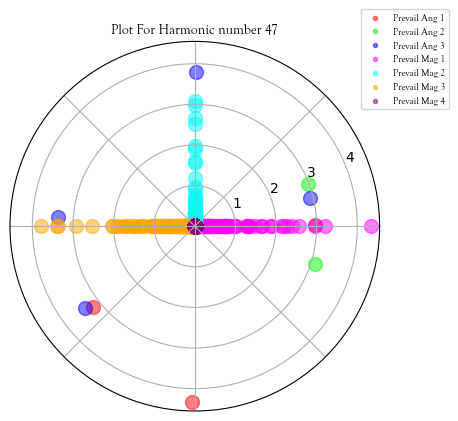 Plot For Harmonic number 47
Prevail Ang 1
Prevail Ang 2
Prevail Ang 3
Prevail Mag 1
Prevail Mag 2
Prevail Mag 3
Prevail Mag 4
4
3
2
1